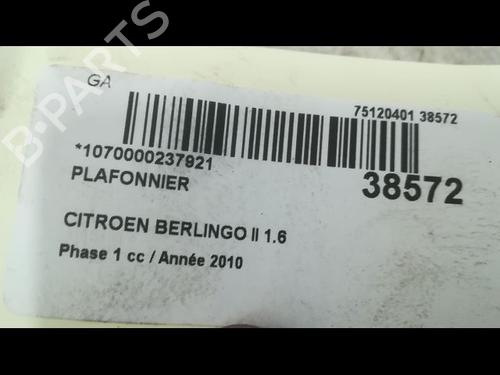 GA
75120401 38572
*1070000237921
38572
PLAFONNIER
CITROEN BERLINGO II 1.6
Phase 1 cc / Année 2010
B-PARTS